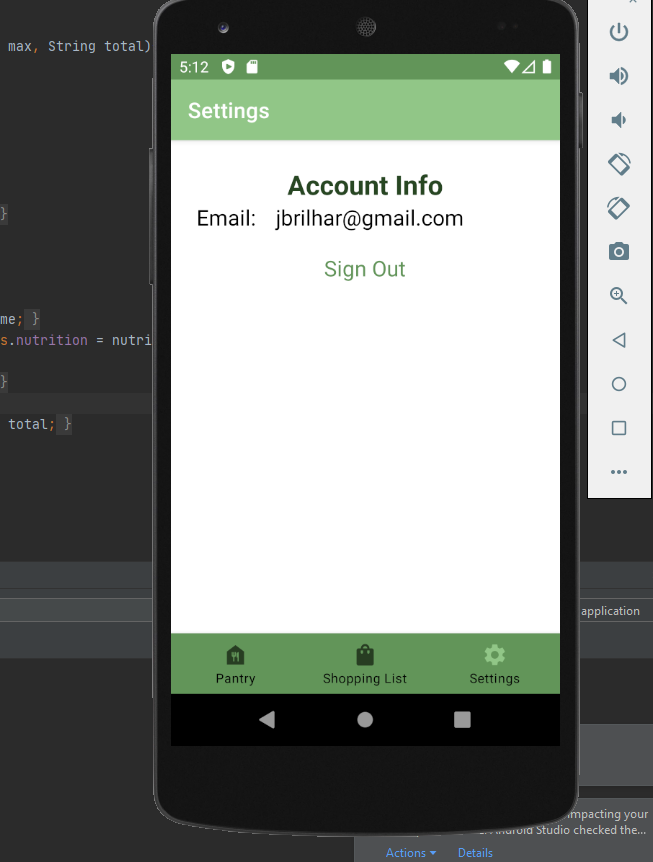 max, String total)
}
me; }
s.nutrition = nutri
}
total; }
5:12
Settings
Account Info
Email: jbrilhar@gmail.com
Sign Out
Pantry
Shopping List
Settings
application
impacting your
Android Studio checked the...
Actions
Details